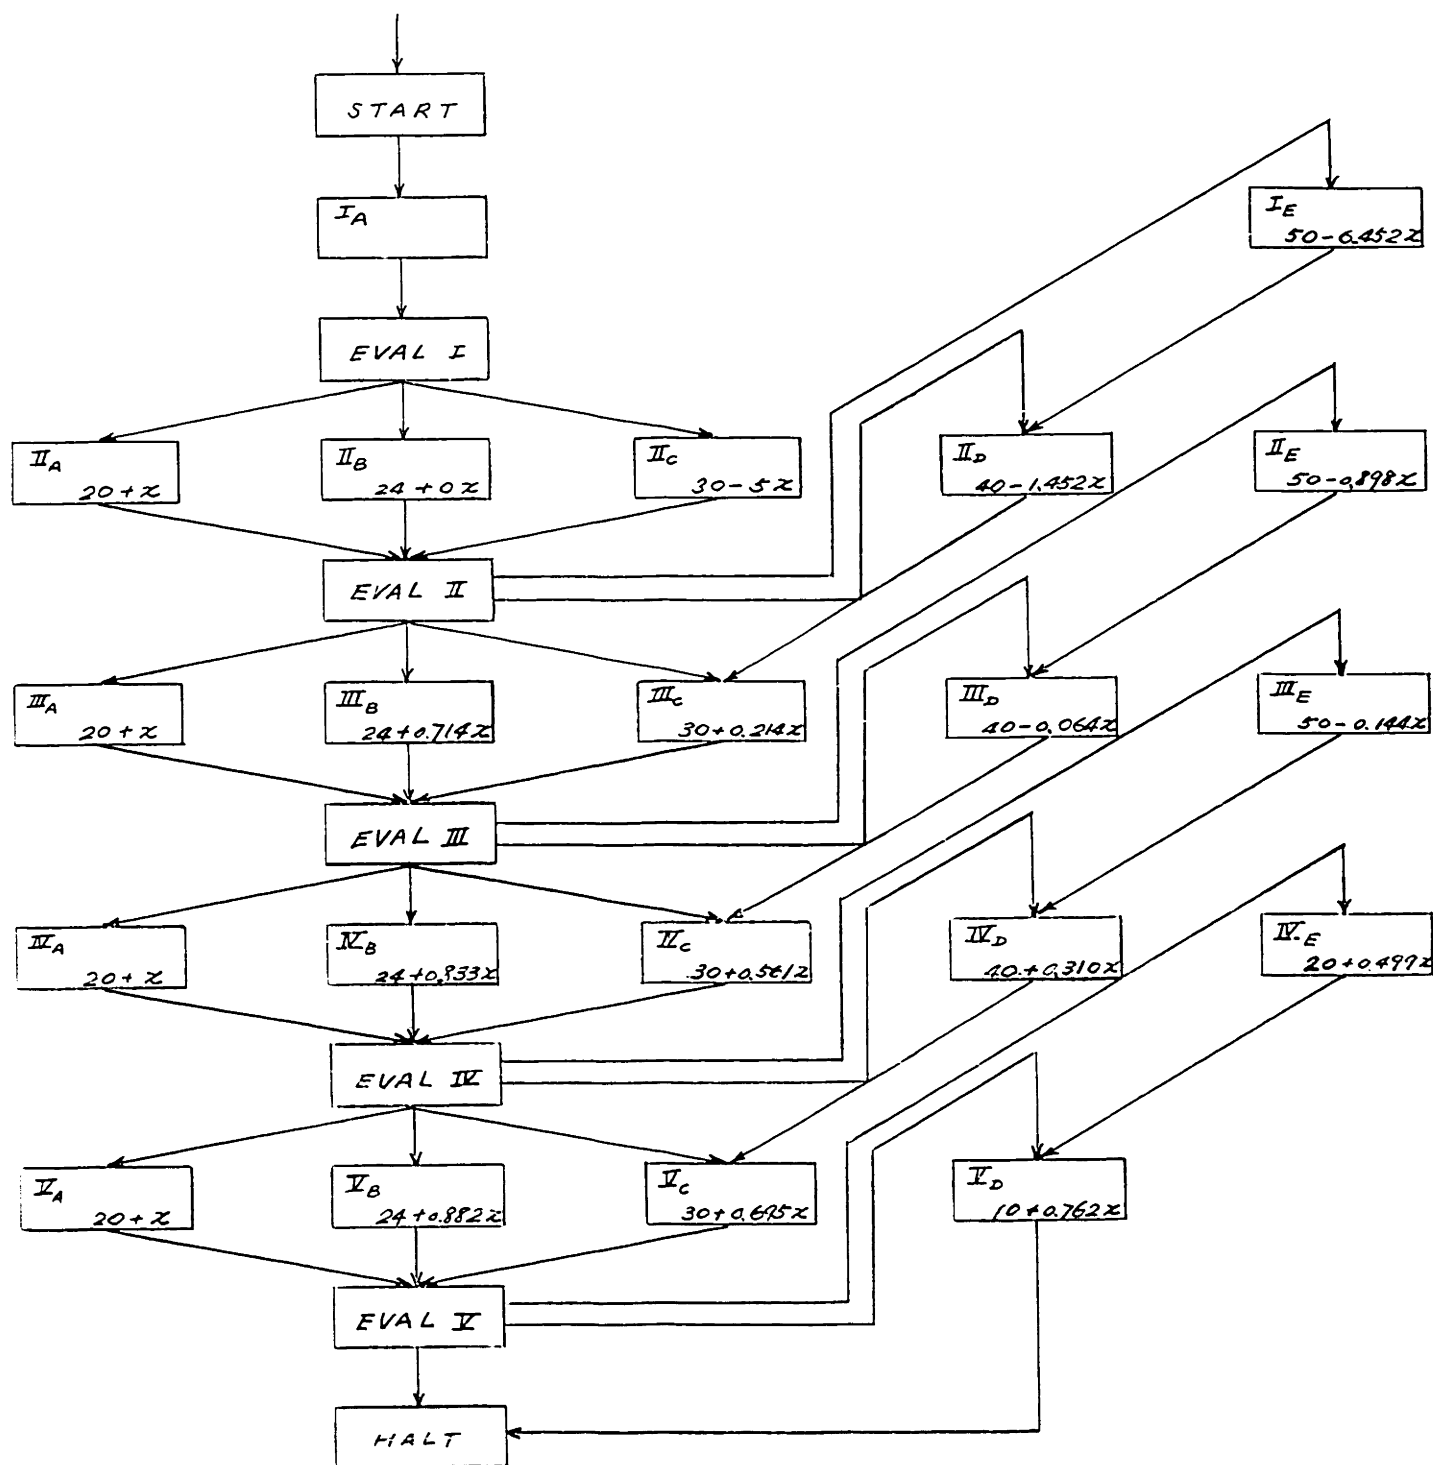 START
I_A
I_E
50-6.452x
EVAL I
II_A
20+x
II_B
24+0x
II_C
30-5x
II_D
40-1.452x
II_E
50-0.898x
EVAL II
III_A
20+x
III_B
24+0.714x
III_C
30+0.214x
III_D
40-0.064x
III_E
50-0.144x
EVAL III
IV_A
20+x
IV_B
24+0.833x
IV_C
30+0.561x
IV_D
40+0.310x
IV_E
20+0.497x
EVAL IV
V_A
20+x
V_B
24+0.882x
V_C
30+0.695x
V_D
10+0.762x
EVAL V
HALT